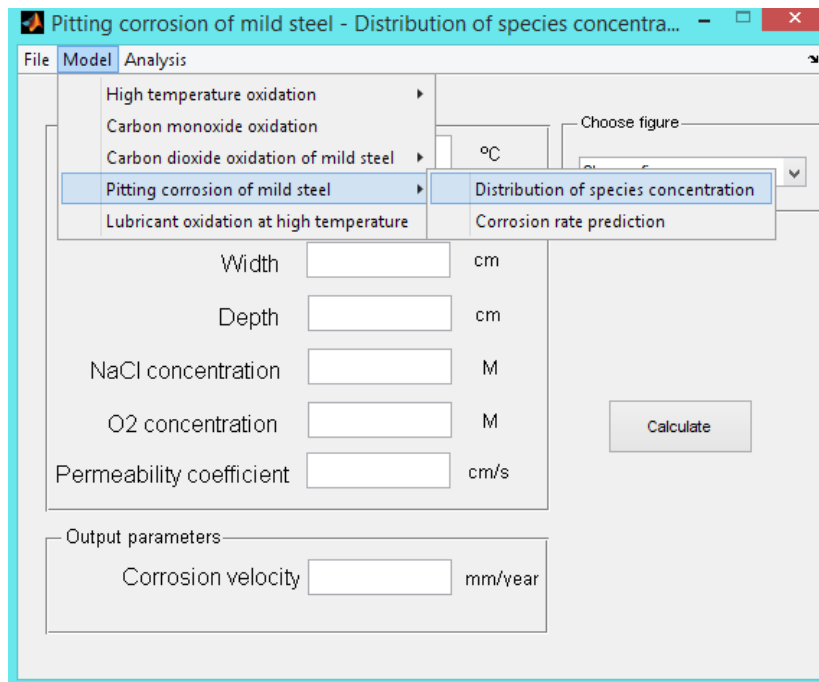 Pitting corrosion of mild steel - Distribution of species concentra...
File Model Analysis
High temperature oxidation
Carbon monoxide oxidation
Choose figure
Carbon dioxide oxidation of mild steel
ºC
Pitting corrosion of mild steel
Distribution of species concentration
Lubricant oxidation at high temperature
Corrosion rate prediction
Width cm
Depth cm
NaCl concentration M
O2 concentration M
Calculate
Permeability coefficient cm/s
Output parameters
Corrosion velocity mm/year